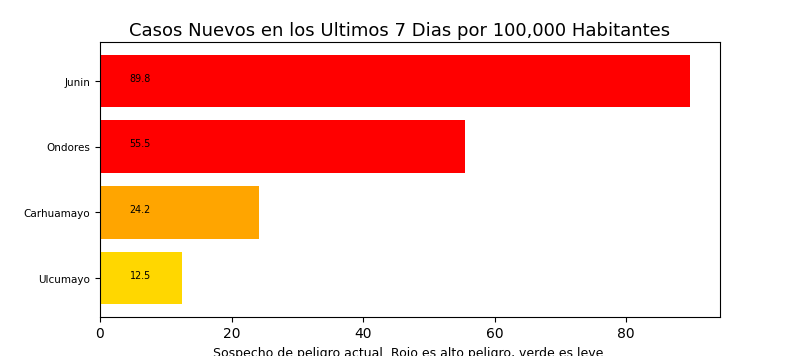 Casos Nuevos en los Ultimos 7 Dias por 100,000 Habitantes
Junin 89.8
Ondores 55.5
Carhuamayo 24.2
Ulcumayo 12.5
0 20 40 60 80
Sospecho de peligro actual. Rojo es alto peligro, verde es leve